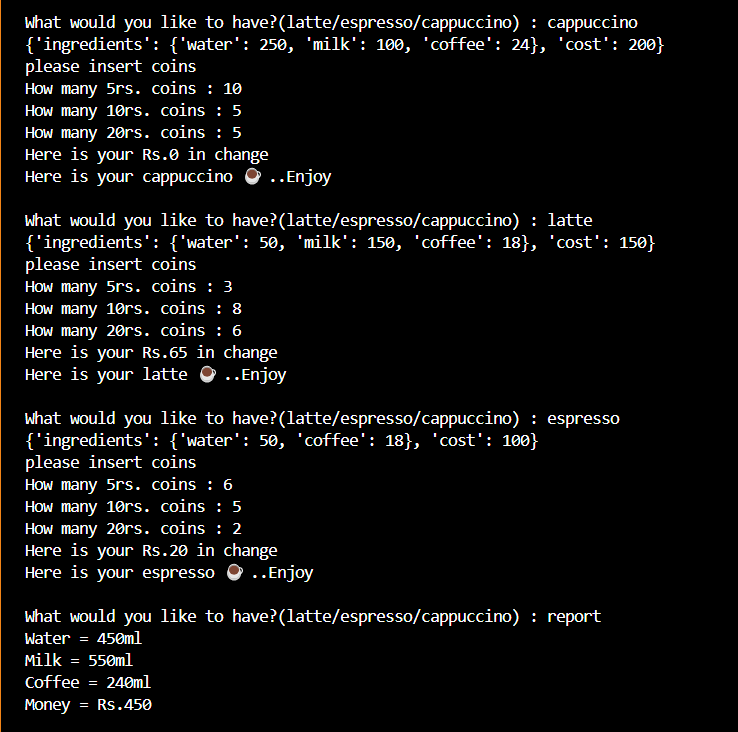 What would you like to have?(latte/espresso/cappuccino) : cappuccino
{'ingredients': {'water': 250, 'milk': 100, 'coffee': 24}, 'cost': 200}
please insert coins
How many 5rs. coins : 10
How many 10rs. coins : 5
How many 20rs. coins : 5
Here is your Rs.0 in change
Here is your cappuccino ☕ ..Enjoy
What would you like to have?(latte/espresso/cappuccino) : latte
{'ingredients': {'water': 50, 'milk': 150, 'coffee': 18}, 'cost': 150}
please insert coins
How many 5rs. coins : 3
How many 10rs. coins : 8
How many 20rs. coins : 6
Here is your Rs.65 in change
Here is your latte ☕ ..Enjoy
What would you like to have?(latte/espresso/cappuccino) : espresso
{'ingredients': {'water': 50, 'coffee': 18}, 'cost': 100}
please insert coins
How many 5rs. coins : 6
How many 10rs. coins : 5
How many 20rs. coins : 2
Here is your Rs.20 in change
Here is your espresso ☕ ..Enjoy
What would you like to have?(latte/espresso/cappuccino) : report
Water = 450ml
Milk = 550ml
Coffee = 240ml
Money = Rs.450